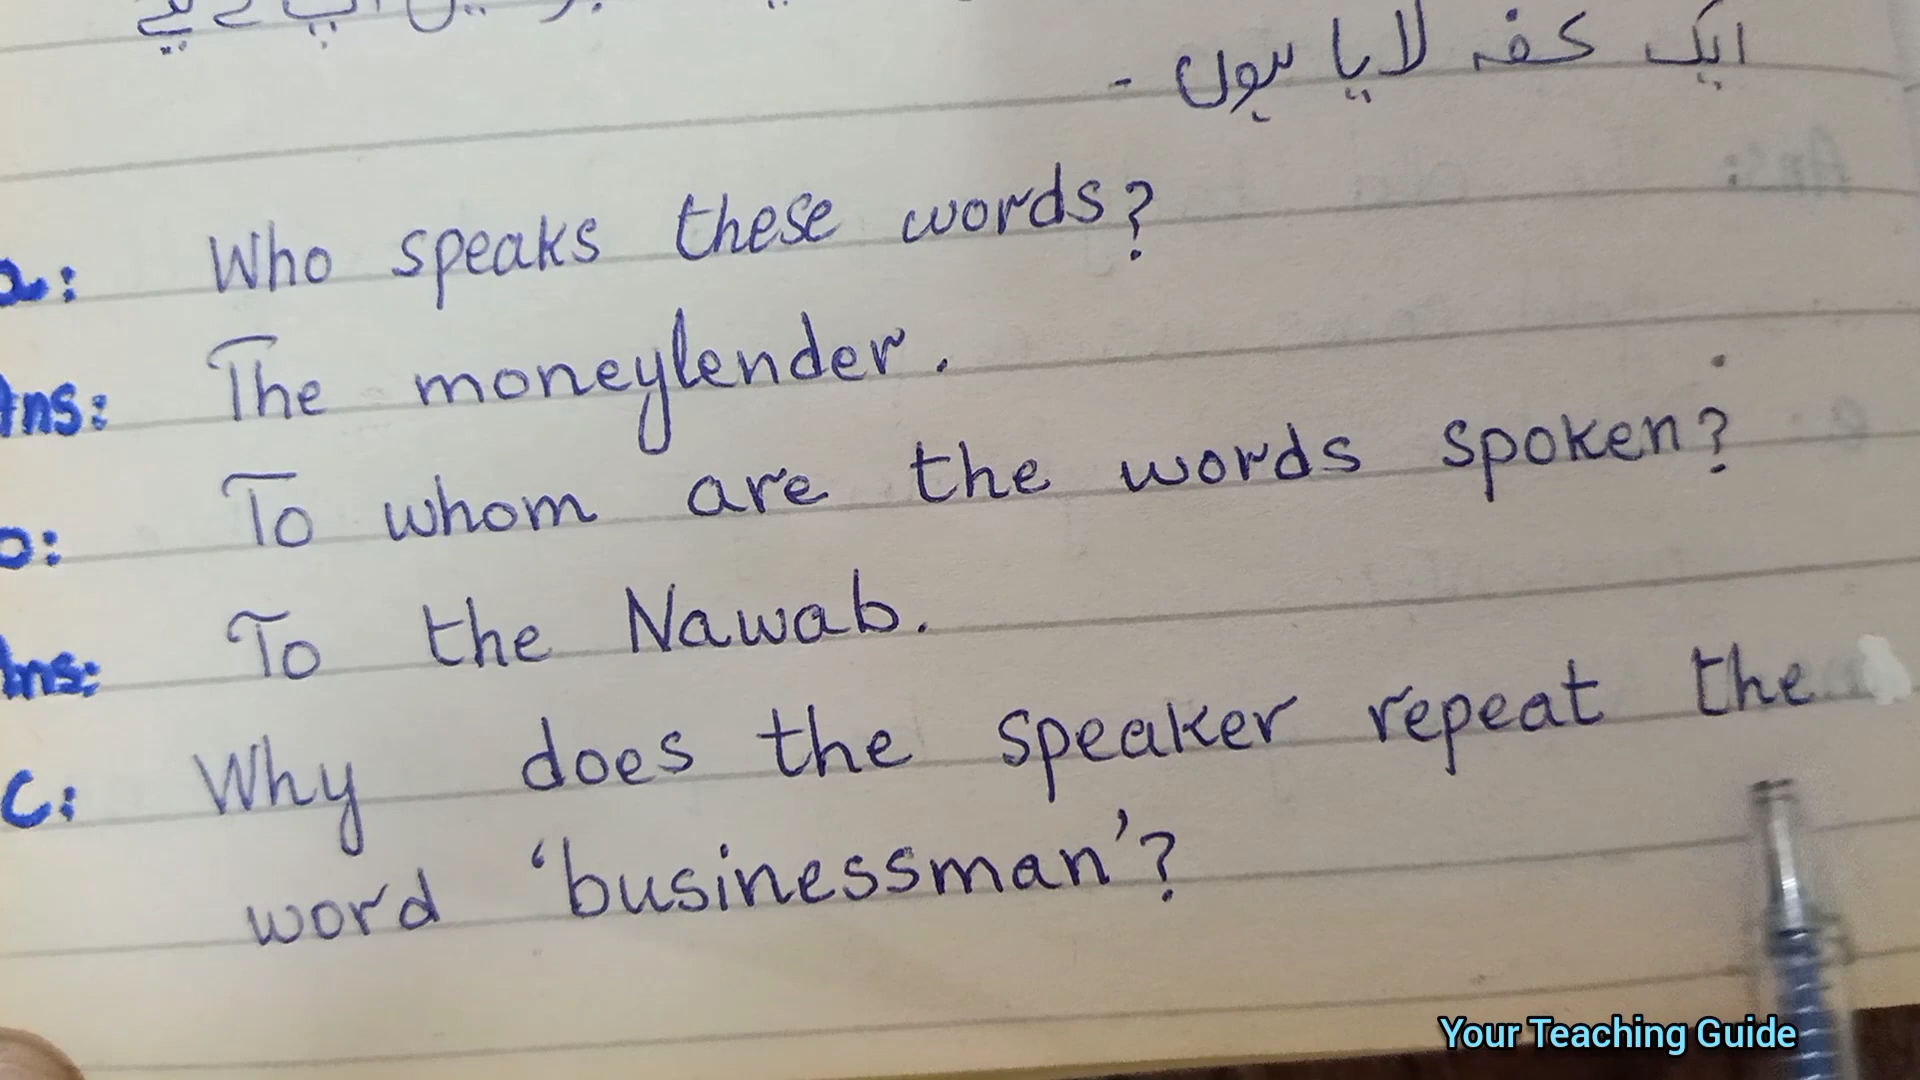 ایک کفہ لایا ہوں -
a: Who speaks these words?
Ans: The moneylender.
b: To whom are the words spoken?
Ans: To the Nawab.
C: Why does the speaker repeat the
word 'businessman'?
Your Teaching Guide